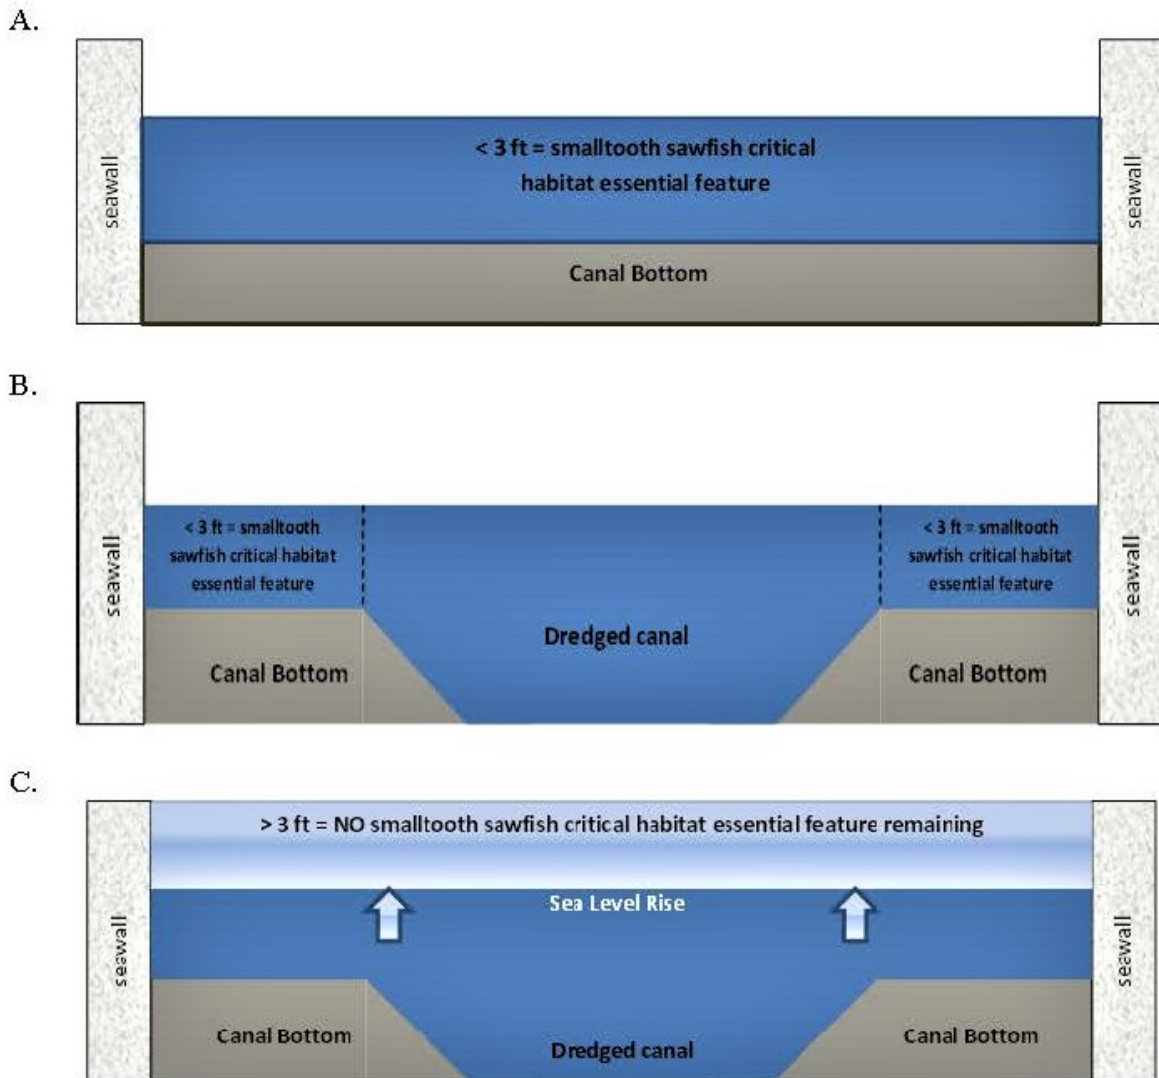 A.
seawall
< 3 ft = smalltooth sawfish critical
habitat essential feature
seawall
Canal Bottom
B.
seawall
< 3 ft = smalltooth
sawfish critical habitat
essential feature
< 3 ft = smalltooth
sawfish critical habitat
essential feature
seawall
Dredged canal
Canal Bottom
Canal Bottom
C.
seawall
> 3 ft = NO smalltooth sawfish critical habitat essential feature remaining
Sea Level Rise
seawall
Canal Bottom
Dredged canal
Canal Bottom